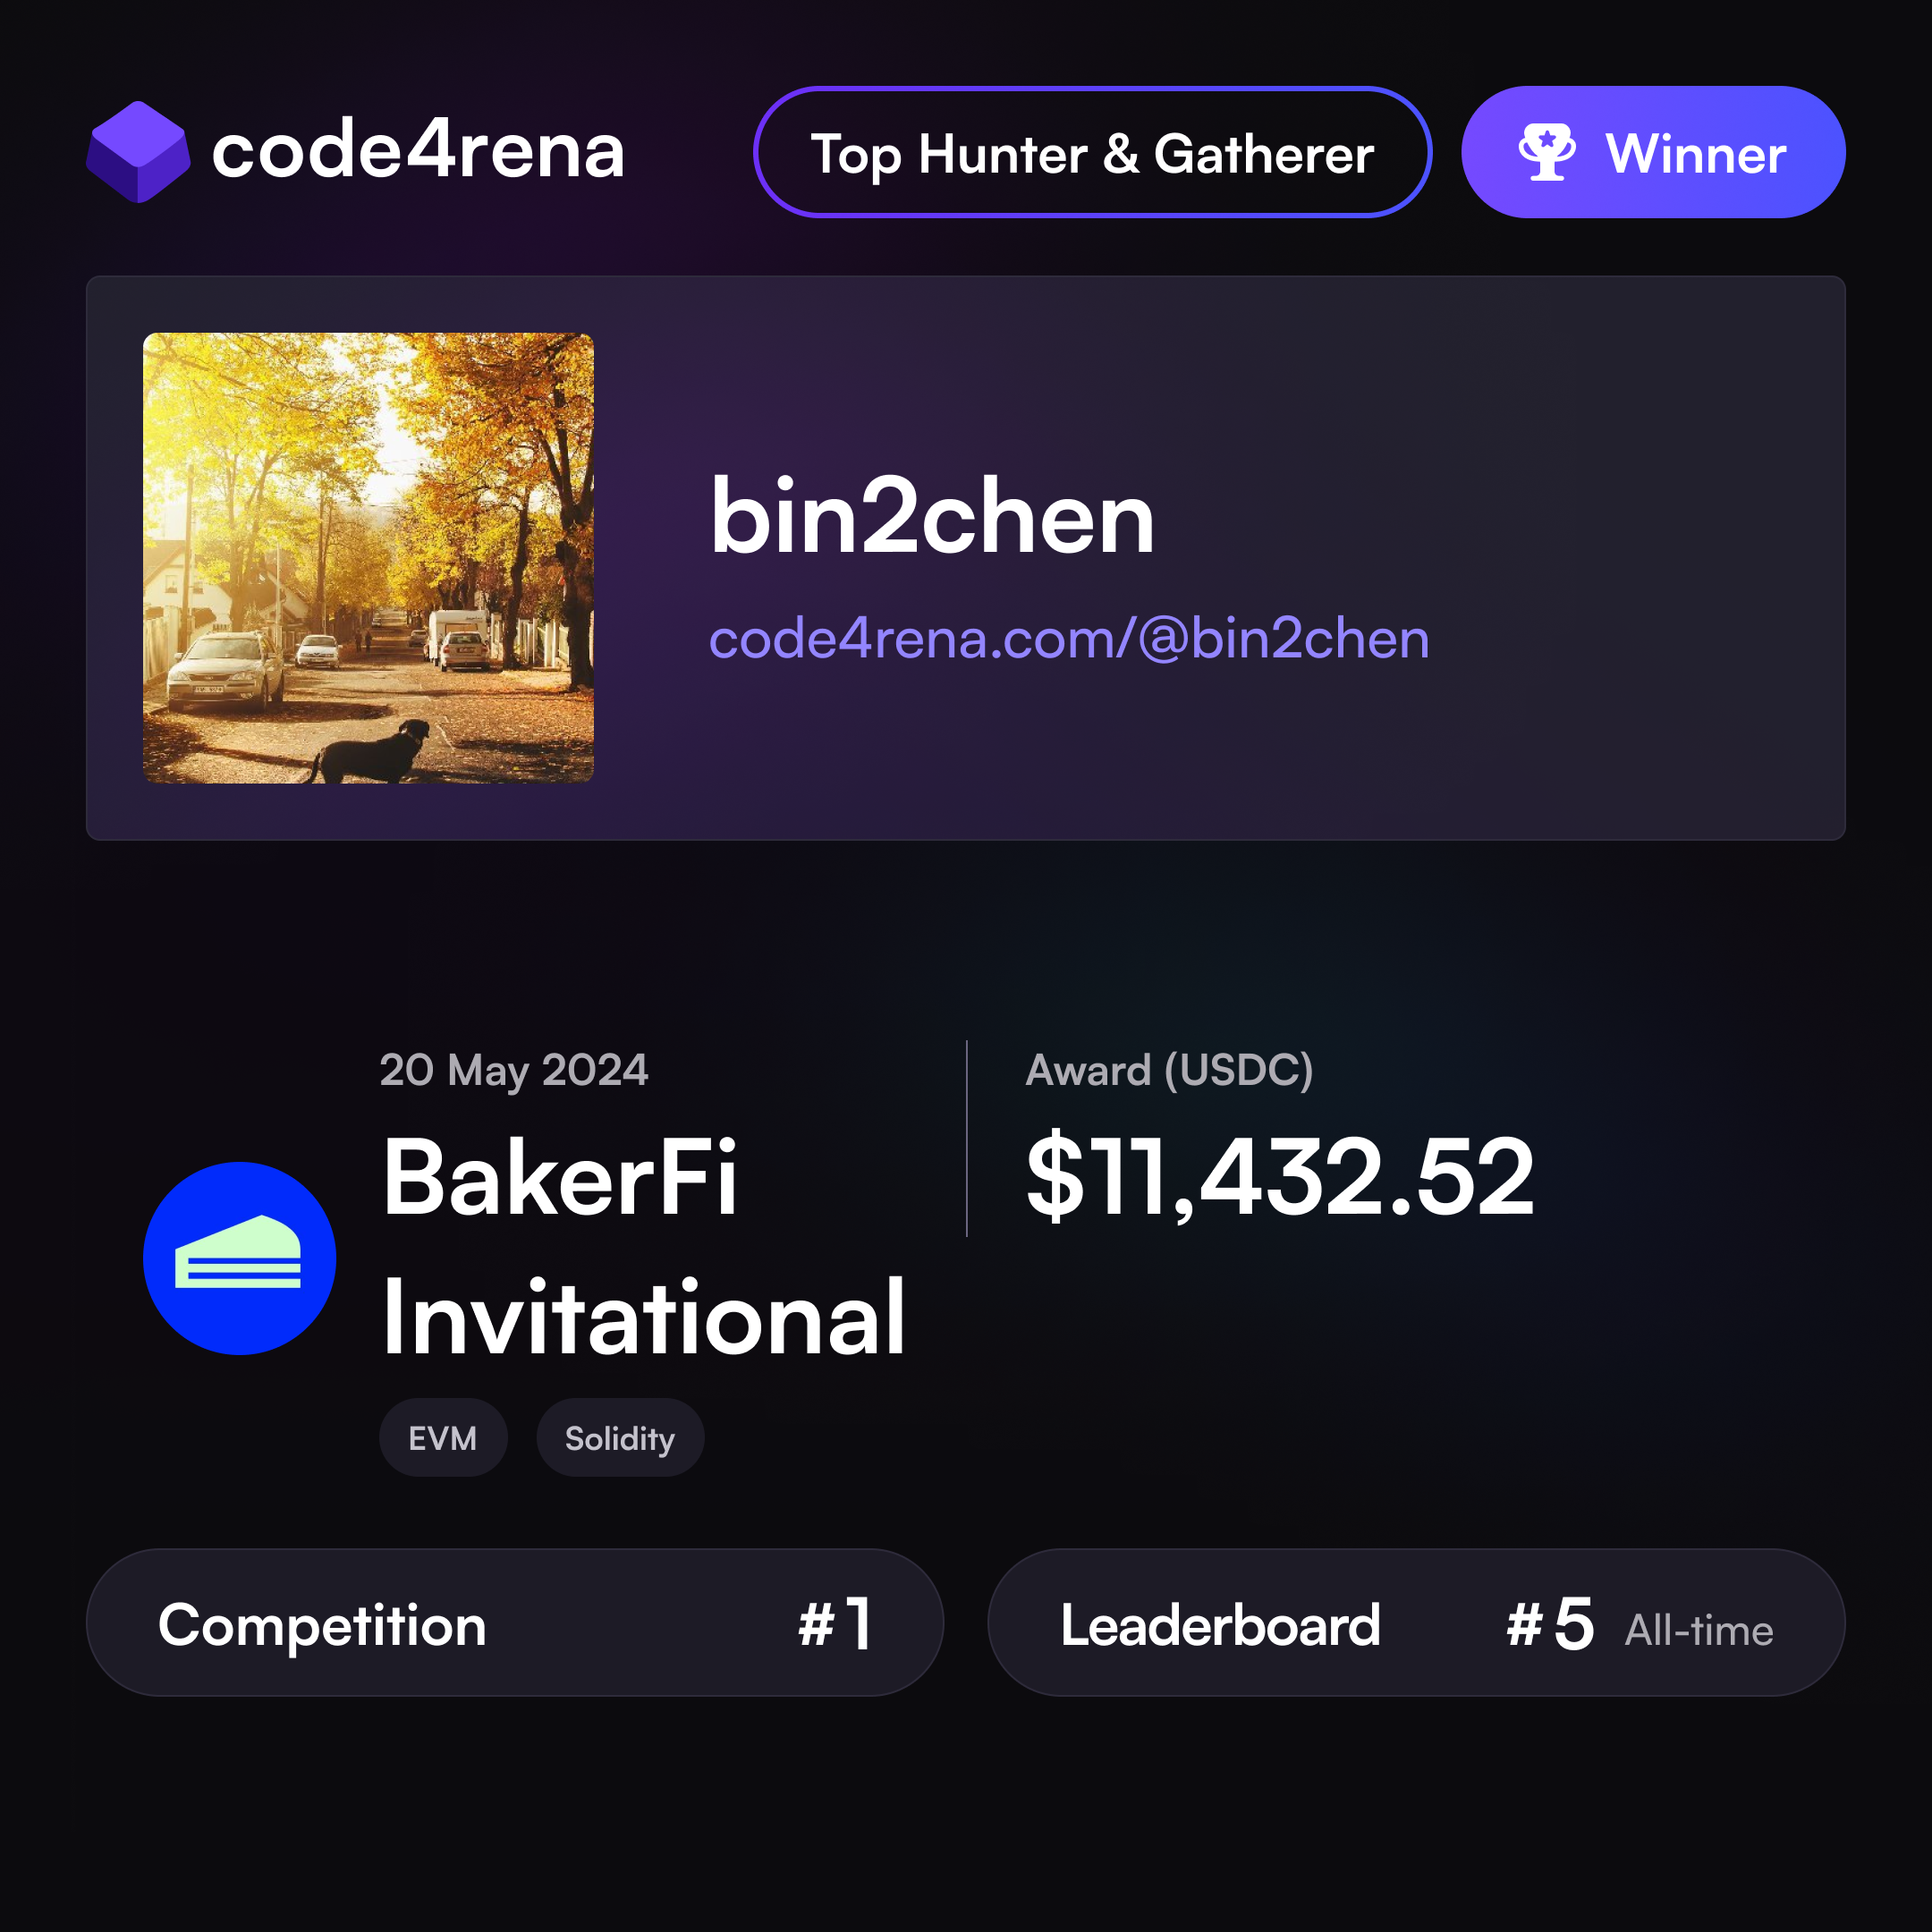 code4rena
Top Hunter & Gatherer
Winner
bin2chen
code4rena.com/@bin2chen
20 May 2024
BakerFi
Invitational
EVM
Solidity
Award (USDC)
$11,432.52
Competition
#1
Leaderboard
#5 All-time